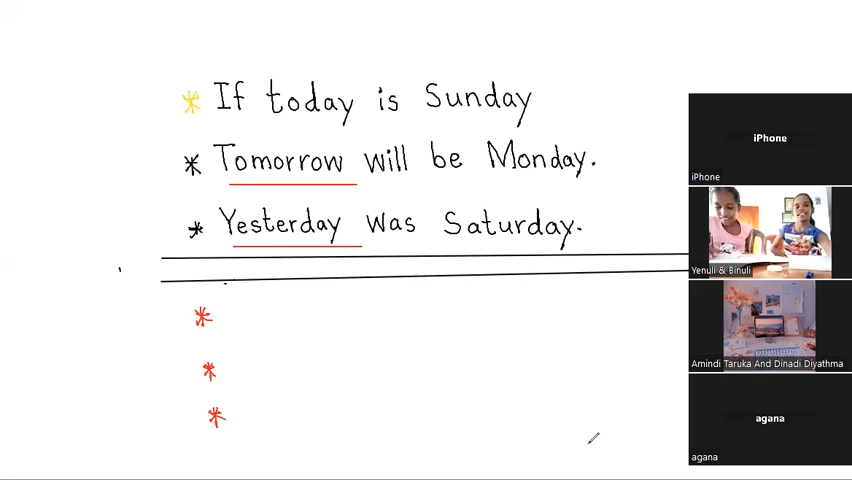 * If today is Sunday
* Tomorrow will be Monday.
* Yesterday was Saturday.
*
*
*
iPhone
iPhone
Yenuli & Binuli
Amindi Taruka And Dinadi Diyathma
agana
agana